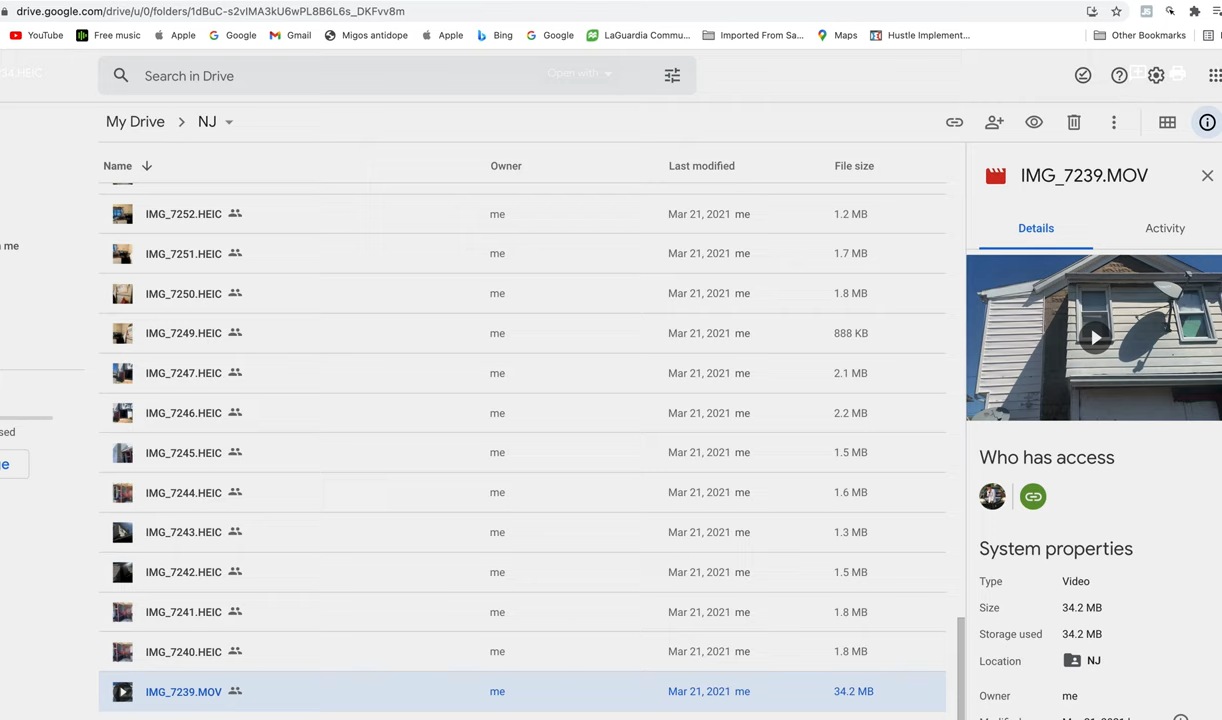 drive.google.com/drive/u/0/folders/1dBuC-s2vIMA3kU6wPL8B6L6s_DKFvv8m
YouTube Free music Apple Google Gmail Migos antidope Apple Bing Google LaGuardia Commu... Imported From Sa... Maps Hustle Implement... Other Bookmarks
34.HEIC Search in Drive Open with
My Drive > NJ
Name Owner Last modified File size
IMG_7239.MOV
Details Activity
me
IMG_7252.HEIC me Mar 21, 2021 me 1.2 MB
IMG_7251.HEIC me Mar 21, 2021 me 1.7 MB
IMG_7250.HEIC me Mar 21, 2021 me 1.8 MB
IMG_7249.HEIC me Mar 21, 2021 me 888 KB
IMG_7247.HEIC me Mar 21, 2021 me 2.1 MB
IMG_7246.HEIC me Mar 21, 2021 me 2.2 MB
sed
IMG_7245.HEIC me Mar 21, 2021 me 1.5 MB
ge
IMG_7244.HEIC me Mar 21, 2021 me 1.6 MB
IMG_7243.HEIC me Mar 21, 2021 me 1.3 MB
IMG_7242.HEIC me Mar 21, 2021 me 1.5 MB
IMG_7241.HEIC me Mar 21, 2021 me 1.8 MB
IMG_7240.HEIC me Mar 21, 2021 me 1.8 MB
IMG_7239.MOV me Mar 21, 2021 me 34.2 MB
Who has access
System properties
Type Video
Size 34.2 MB
Storage used 34.2 MB
Location NJ
Owner me